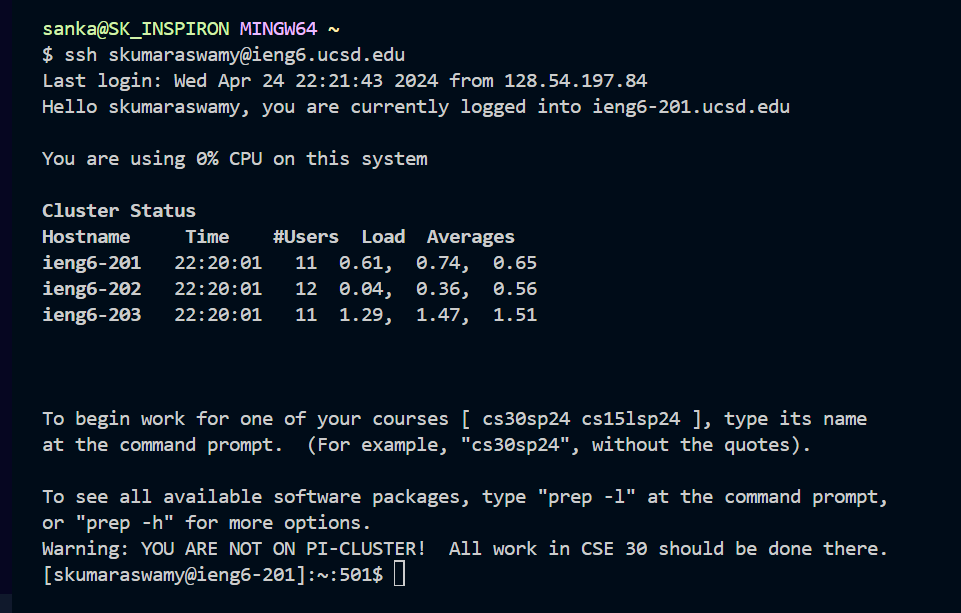 sanka@SK_INSPIRON MINGW64 ~
$ ssh skumaraswamy@ieng6.ucsd.edu
Last login: Wed Apr 24 22:21:43 2024 from 128.54.197.84
Hello skumaraswamy, you are currently logged into ieng6-201.ucsd.edu
You are using 0% CPU on this system
Cluster Status
Hostname     Time    #Users  Load  Averages
ieng6-201   22:20:01   11  0.61,  0.74,  0.65
ieng6-202   22:20:01   12  0.04,  0.36,  0.56
ieng6-203   22:20:01   11  1.29,  1.47,  1.51
To begin work for one of your courses [ cs30sp24 cs15lsp24 ], type its name
at the command prompt.  (For example, "cs30sp24", without the quotes).
To see all available software packages, type "prep -l" at the command prompt,
or "prep -h" for more options.
Warning: YOU ARE NOT ON PI-CLUSTER!  All work in CSE 30 should be done there.
[skumaraswamy@ieng6-201]:~:501$